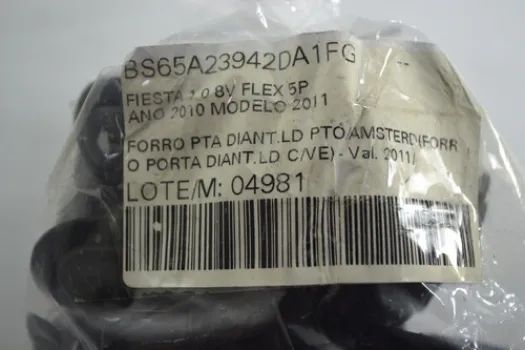 BS65A23942DA1FG --
FIESTA 1.0 8V FLEX 5P
ANO 2010 MODELO 2011
FORRO PTA DIANT.LD PTO AMSTERD(FORR
O PORTA DIANT.LD C/VE) - Val. 2011/
LOTE/M: 04981